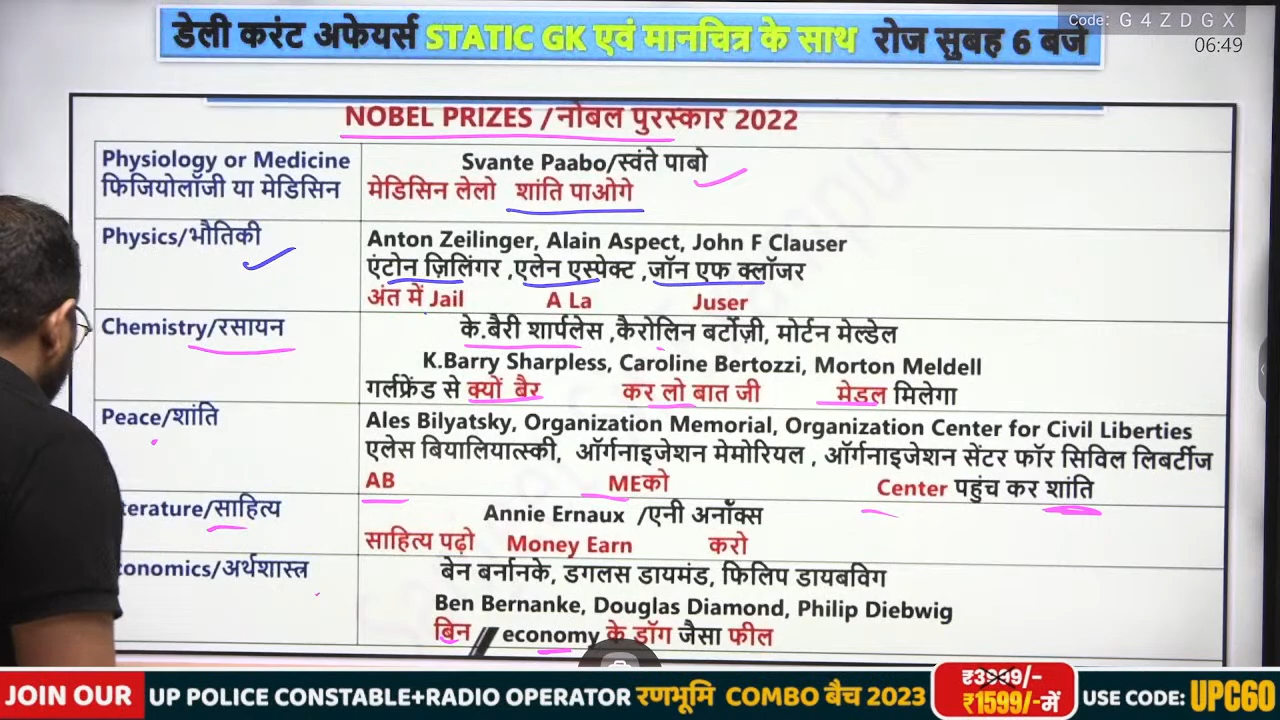 Code: G4ZDGX
06:49
डेली करंट अफेयर्स STATIC GK एवं मानचित्र के साथ रोज सुबह 6 बजे
NOBEL PRIZES /नोबल पुरस्कार 2022
Physiology or Medicine
फिजियोलॉजी या मेडिसिन
Svante Paabo/स्वंते पाबो
मेडिसिन लेलो शांति पाओगे
Physics/भौतिकी
Anton Zeilinger, Alain Aspect, John F Clauser
एंटोन ज़िलिंगर ,एलेन एस्पेक्ट ,जॉन एफ क्लॉजर
अंत में Jail A La Juser
Chemistry/रसायन
के.बैरी शार्पलेस ,कैरोलिन बर्टोज़ी, मोर्टन मेल्डेल
K.Barry Sharpless, Caroline Bertozzi, Morton Meldell
गर्लफ्रेंड से क्यों बैर कर लो बात जी मेडल मिलेगा
Peace/शांति
Ales Bilyatsky, Organization Memorial, Organization Center for Civil Liberties
एलेस बियालियात्स्की, ऑर्गनाइजेशन मेमोरियल , ऑर्गनाइजेशन सेंटर फॉर सिविल लिबर्टीज
AB MEको Center पहुंच कर शांति
terature/साहित्य
Annie Ernaux /एनी अर्नॉक्स
साहित्य पढ़ो Money Earn करो
onomics/अर्थशास्त्र
बेन बर्नानके, डगलस डायमंड, फिलिप डायबविग
Ben Bernanke, Douglas Diamond, Philip Diebwig
बिन economy के डॉग जैसा फील
JOIN OUR UP POLICE CONSTABLE+RADIO OPERATOR रणभूमि COMBO बैच 2023 ₹3999/- ₹1599/-में USE CODE: UPC60